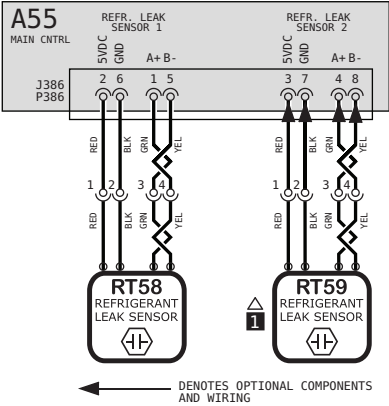 A55
MAIN CNTRL
REFR. LEAK
SENSOR 1
REFR. LEAK
SENSOR 2
5VDC
GND
A+ B-
5VDC
GND
A+ B-
J386
P386
2 6 1 5
3 7 4 8
RED
BLK
GRN
YEL
RED
BLK
GRN
YEL
1 2 3 4
1 2 3 4
RED
BLK
GRN
YEL
RED
BLK
GRN
YEL
RT58
REFRIGERANT
LEAK SENSOR
1
RT59
REFRIGERANT
LEAK SENSOR
DENOTES OPTIONAL COMPONENTS
AND WIRING